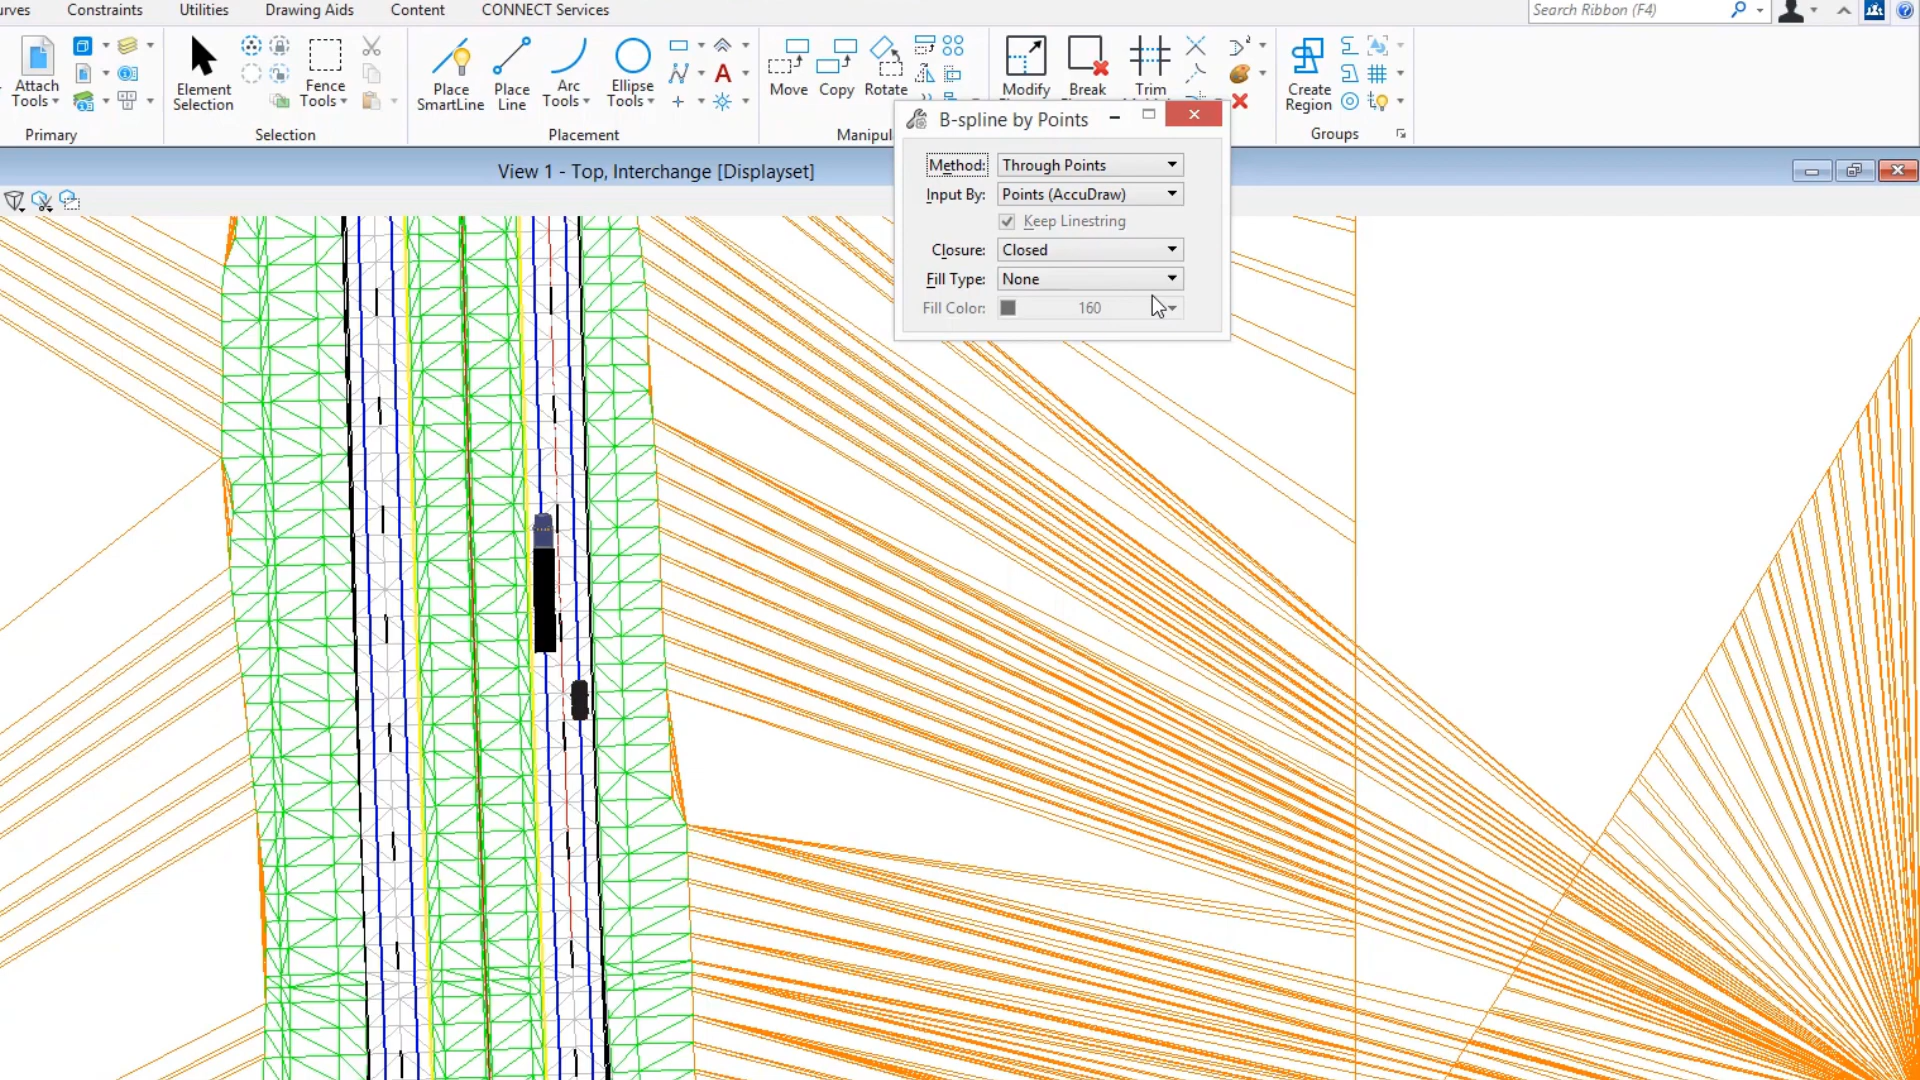 urves Constraints Utilities Drawing Aids Content CONNECT Services Search Ribbon (F4)
Attach Tools
Element Selection
Fence Tools
Place SmartLine
Place Line
Arc Tools
Ellipse Tools
Move
Copy
Rotate
Modify
Break
Trim
Create Region
Primary Selection Placement Manipul Groups
B-spline by Points
Method: Through Points
Input By: Points (AccuDraw)
Keep Linestring
Closure: Closed
Fill Type: None
Fill Color: 160
View 1 - Top, Interchange [Displayset]